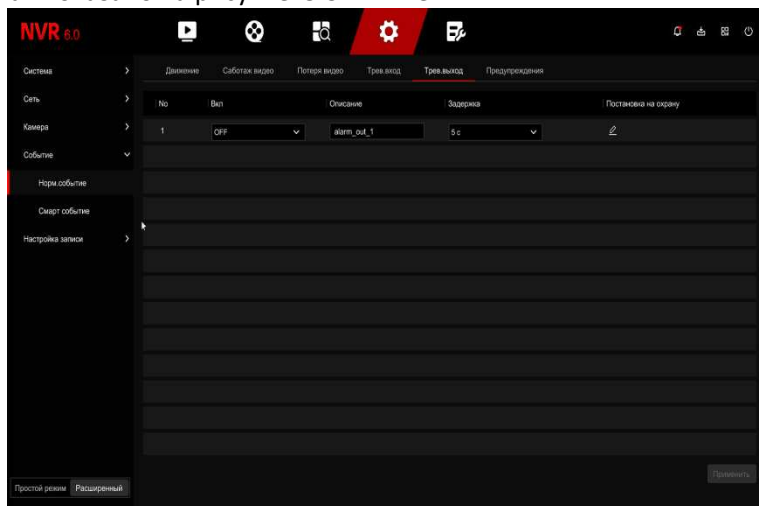 NVR 6.0
Система
Движение Саботаж видео Потеря видео Трев.вход Трев.выход Предупреждения
Сеть
No Вкл Описание Задержка Постановка на охрану
Камера
1 OFF alarm_out_1 5 с
Событие
Норм.событие
Смарт событие
Настройка записи
Применить
Простой режим Расширенный